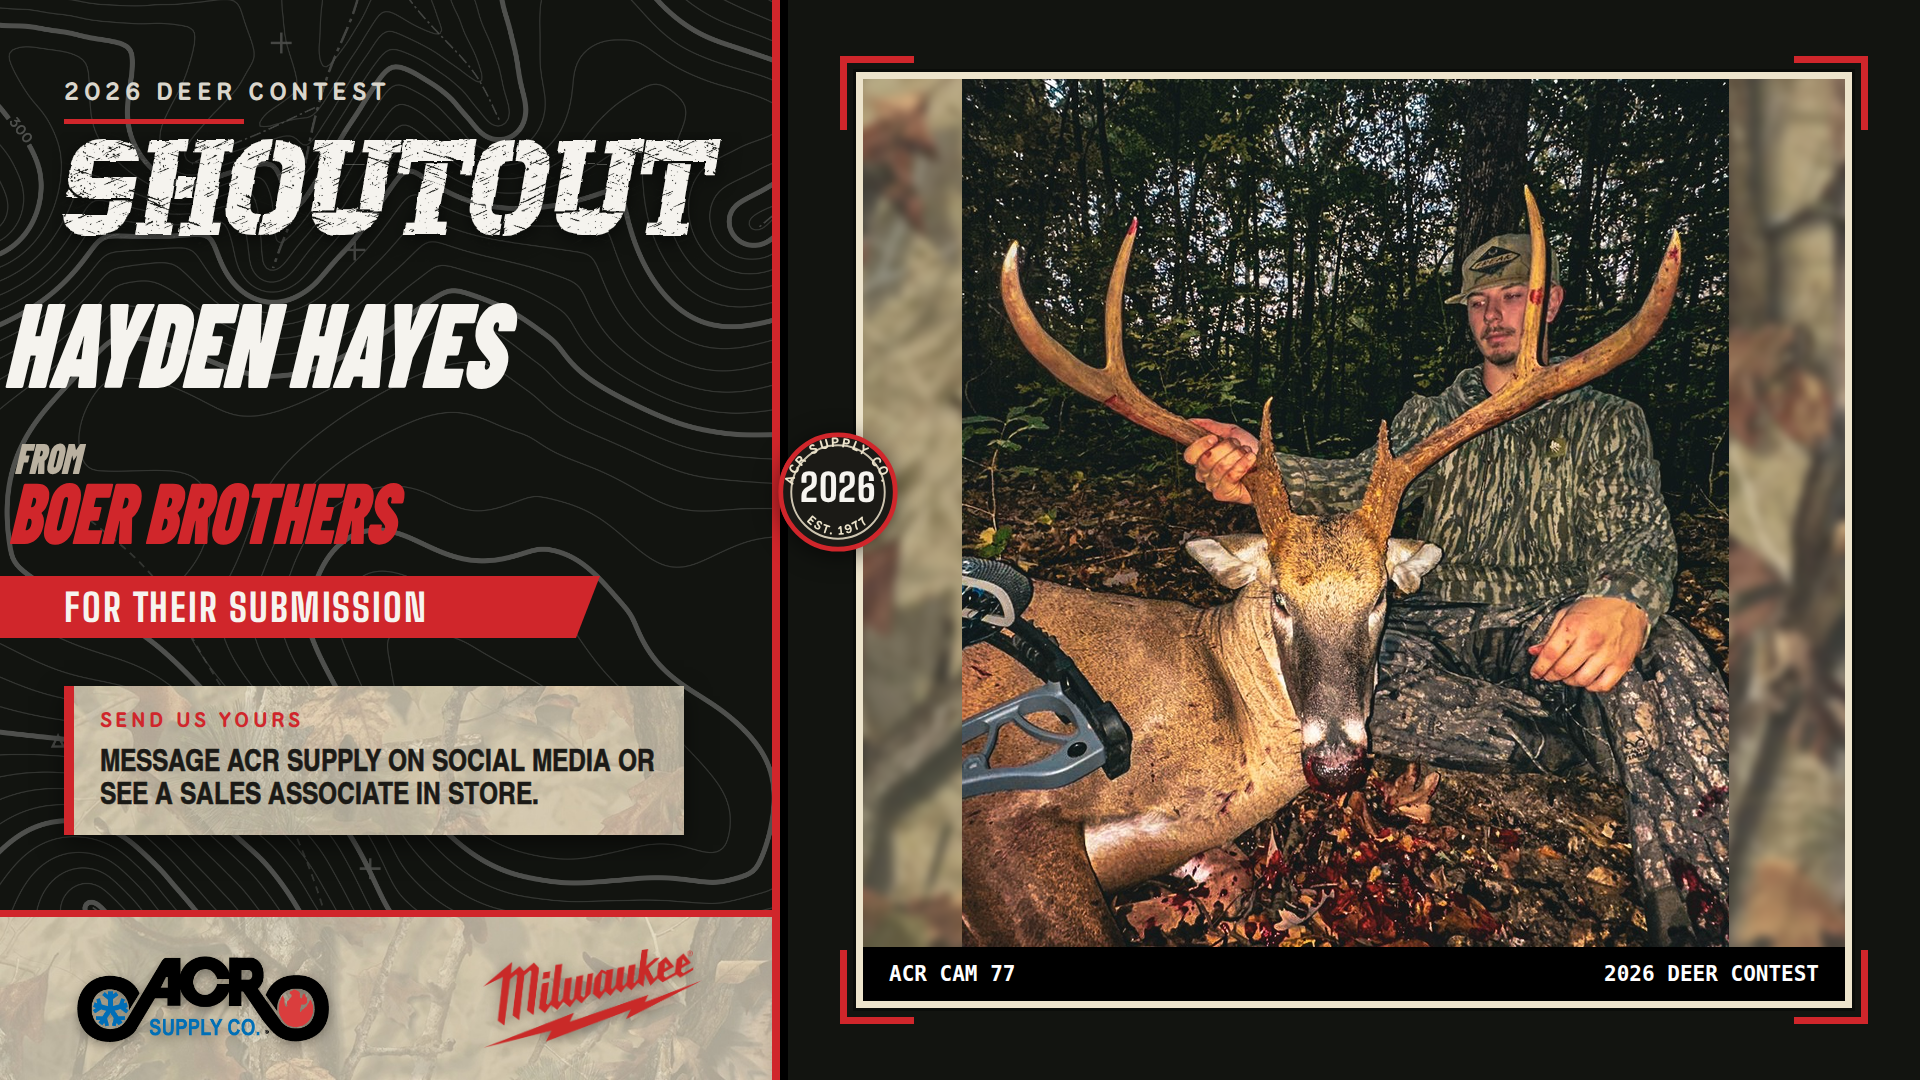 2026 DEER CONTEST
300
SHOUTOUT
HAYDEN HAYES
FROM
BOER BROTHERS
FOR THEIR SUBMISSION
SEND US YOURS
MESSAGE ACR SUPPLY ON SOCIAL MEDIA OR
SEE A SALES ASSOCIATE IN STORE.
ACR
SUPPLY CO.
Milwaukee
ACR SUPPLY CO.
2026
EST. 1977
ACR CAM 77
2026 DEER CONTEST